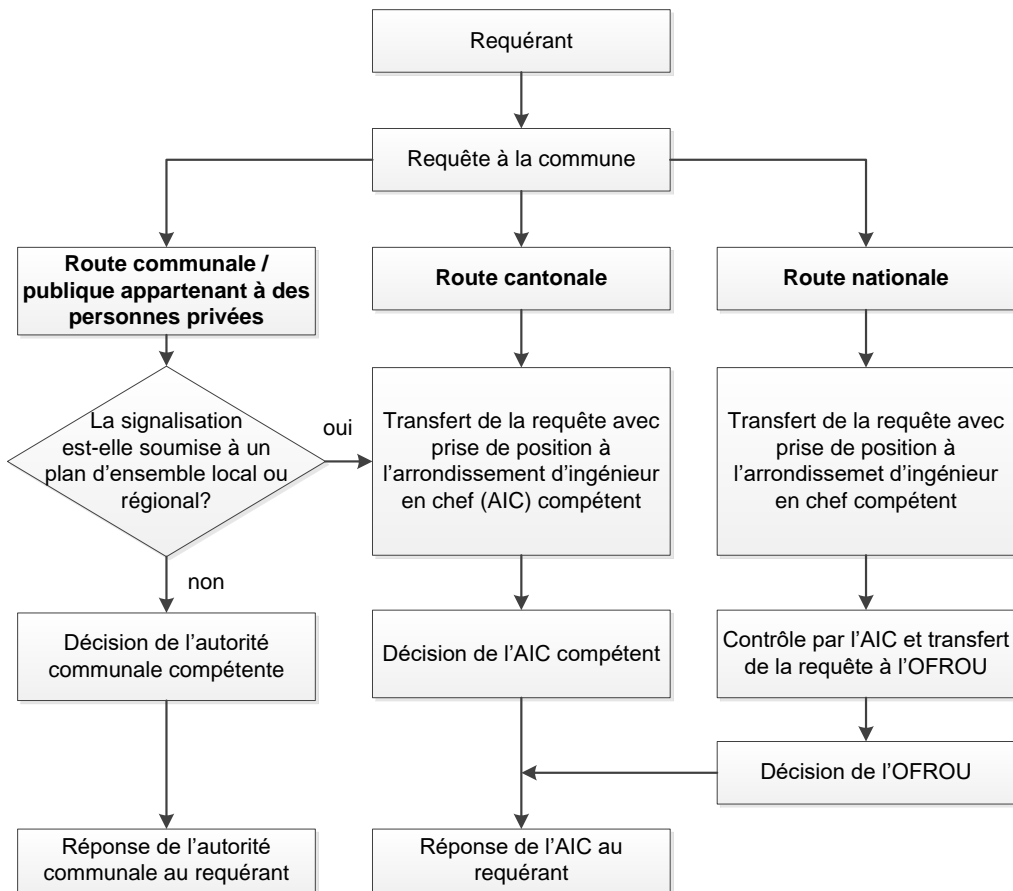 Requérant
Requête à la commune
Route communale /
publique appartenant à des
personnes privées
Route cantonale
Route nationale
La signalisation
est-elle soumise à un
plan d’ensemble local ou
régional?
oui
non
Transfert de la requête avec
prise de position à
l’arrondissement d’ingénieur
en chef (AIC) compétent
Transfert de la requête avec
prise de position à
l’arrondissemet d’ingénieur
en chef compétent
Décision de l’autorité
communale compétente
Décision de l’AIC compétent
Contrôle par l’AIC et transfert
de la requête à l’OFROU
Décision de l’OFROU
Réponse de l’autorité
communale au requérant
Réponse de l’AIC au
requérant